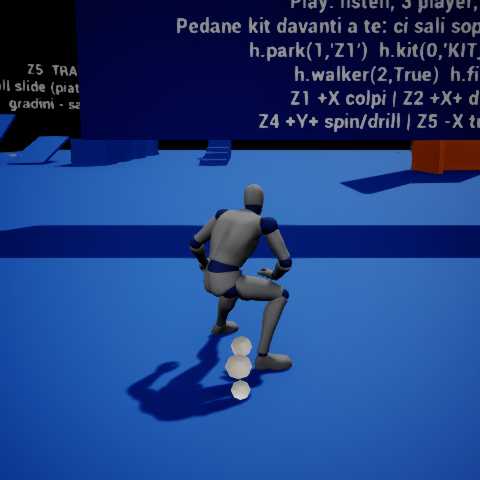 Play: listen, 3 player,
Pedane kit davanti a te: ci sali sop
h.park(1,'Z1') h.kit(0,'KIT_
h.walker(2,True) h.fi
Z1 +X colpi | Z2 +X+ d
Z4 +Y+ spin/drill | Z5 -X tr
Z5 TRA
ll slide (piat
gradini - sa